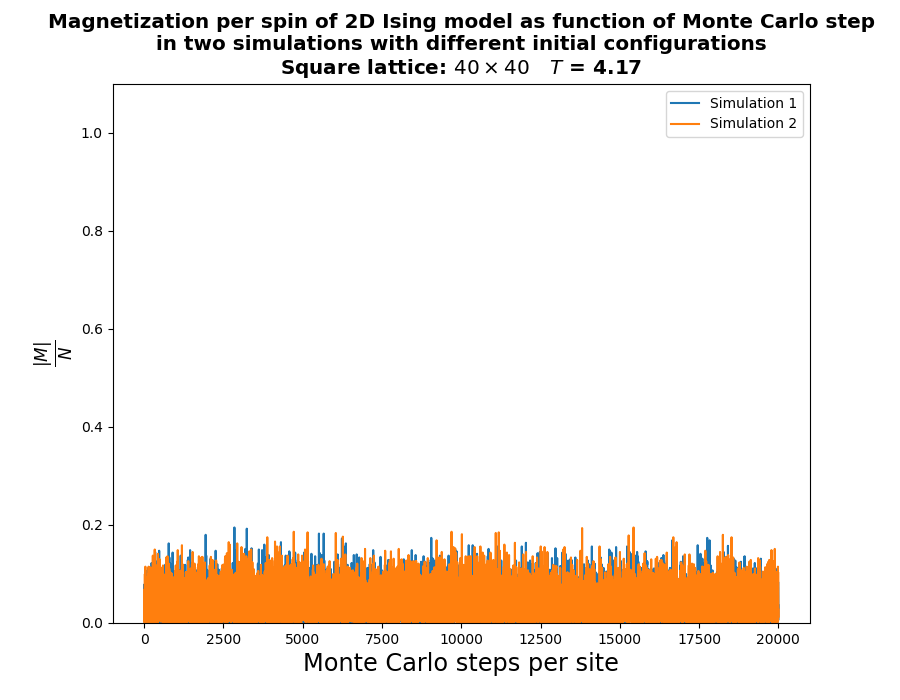 Magnetization per spin of 2D Ising model as function of Monte Carlo step
in two simulations with different initial configurations
Square lattice: 40 × 40 T = 4.17
Simulation 1
Simulation 2
1.0
0.8
0.6
0.4
0.2
0.0
|M|
N
0 2500 5000 7500 10000 12500 15000 17500 20000
Monte Carlo steps per site